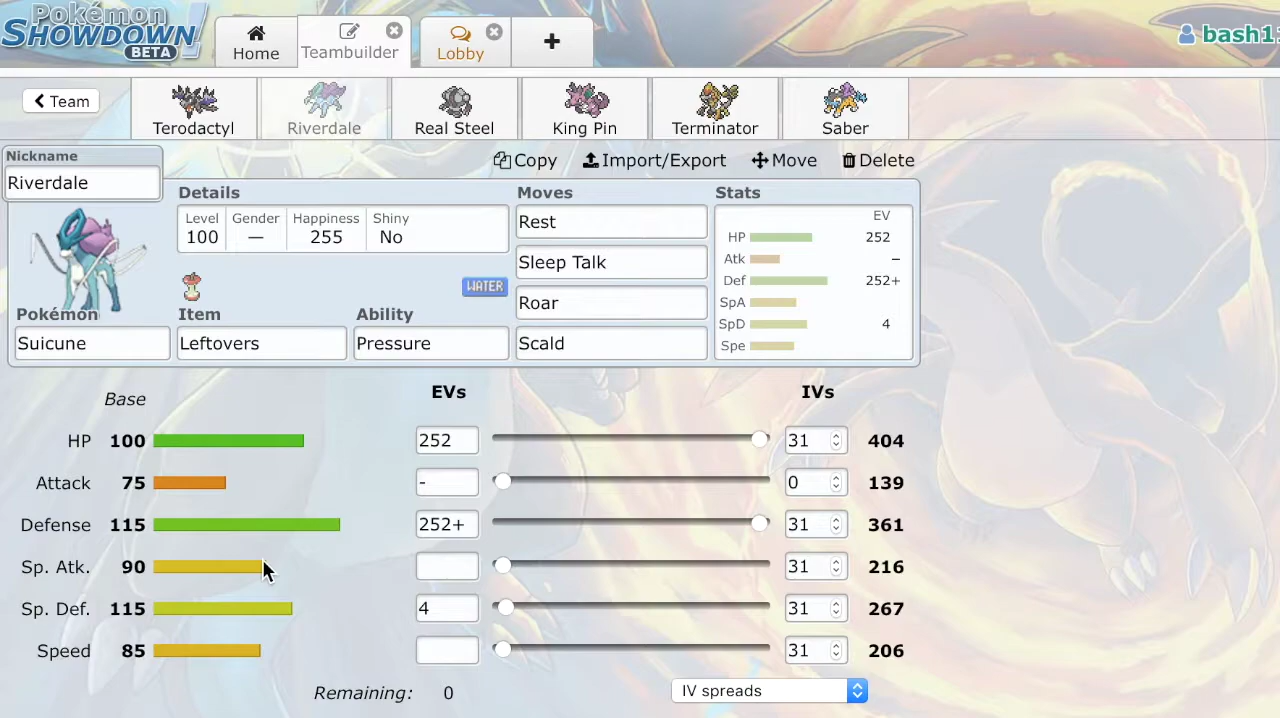 Pokémon
SHOWDOWN!
BETA
Home
Teambuilder
Lobby
bash1
Team
Terodactyl
Riverdale
Real Steel
King Pin
Terminator
Saber
Nickname
Riverdale
Copy Import/Export Move Delete
Details
Level Gender Happiness Shiny
100 — 255 No
WATER
Pokémon Item Ability
Suicune Leftovers Pressure
Moves
Rest
Sleep Talk
Roar
Scald
Stats
EV
HP 252
Atk –
Def 252+
SpA
SpD 4
Spe
Base EVs IVs
HP 100 252 31 404
Attack 75 - 0 139
Defense 115 252+ 31 361
Sp. Atk. 90 31 216
Sp. Def. 115 4 31 267
Speed 85 31 206
Remaining: 0 IV spreads